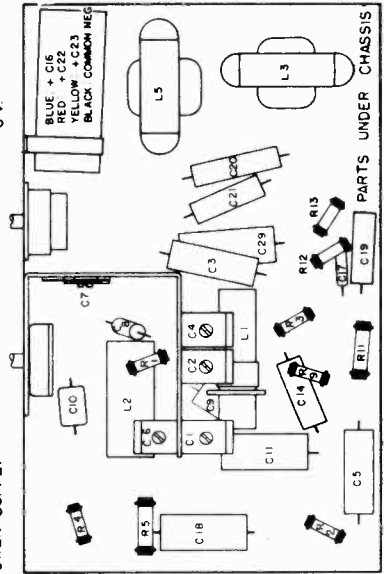 BLUE + C16
RED + C22
YELLOW + C23
BLACK COMMON NEG
L5
L3
C7
C10
L2
R1
C6
C1
C4
C2
C9
L1
C3
C29
C21
C20
R13
R12
C17
C19
R3
R11
C14
R9
C11
C5
R2
C18
R5
R4
PARTS UNDER CHASSIS